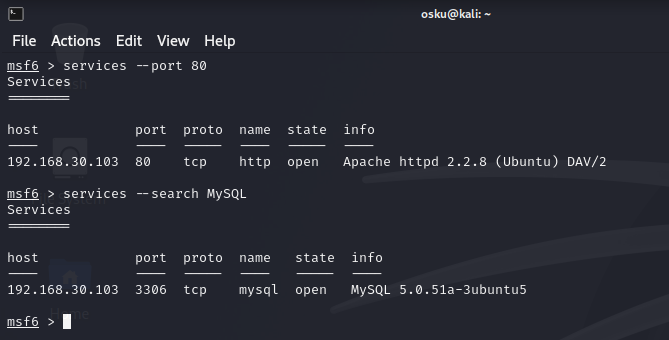 osku@kali: ~
File Actions Edit View Help
msf6 > services --port 80
Services
========
host port proto name state info
---- ---- ----- ---- ----- ----
192.168.30.103 80 tcp http open Apache httpd 2.2.8 (Ubuntu) DAV/2
msf6 > services --search MySQL
Services
========
host port proto name state info
---- ---- ----- ---- ----- ----
192.168.30.103 3306 tcp mysql open MySQL 5.0.51a-3ubuntu5
Home
msf6 >